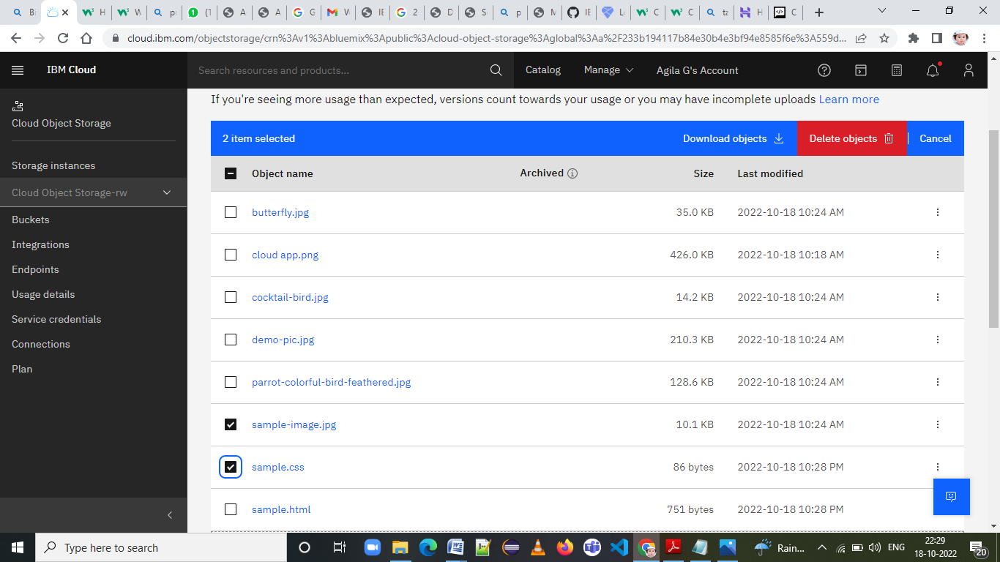 cloud.ibm.com/objectstorage/crn%3Av1%3Abluemix%3Apublic%3Acloud-object-storage%3Aglobal%3Aa%2F233b194117b84e30b4e3bf94e8585f6e%3A559d...
IBM Cloud
Search resources and products...
Catalog
Manage
Agila G's Account
Cloud Object Storage
Storage instances
Cloud Object Storage-rw
Buckets
Integrations
Endpoints
Usage details
Service credentials
Connections
Plan
If you're seeing more usage than expected, versions count towards your usage or you may have incomplete uploads Learn more
2 item selected Download objects Delete objects Cancel
Object name Archived Size Last modified
butterfly.jpg 35.0 KB 2022-10-18 10:24 AM
cloud app.png 426.0 KB 2022-10-18 10:18 AM
cocktail-bird.jpg 14.2 KB 2022-10-18 10:24 AM
demo-pic.jpg 210.3 KB 2022-10-18 10:24 AM
parrot-colorful-bird-feathered.jpg 128.6 KB 2022-10-18 10:24 AM
sample-image.jpg 10.1 KB 2022-10-18 10:24 AM
sample.css 86 bytes 2022-10-18 10:28 PM
sample.html 751 bytes 2022-10-18 10:28 PM
Type here to search
Rain...
ENG
22:29
18-10-2022
20